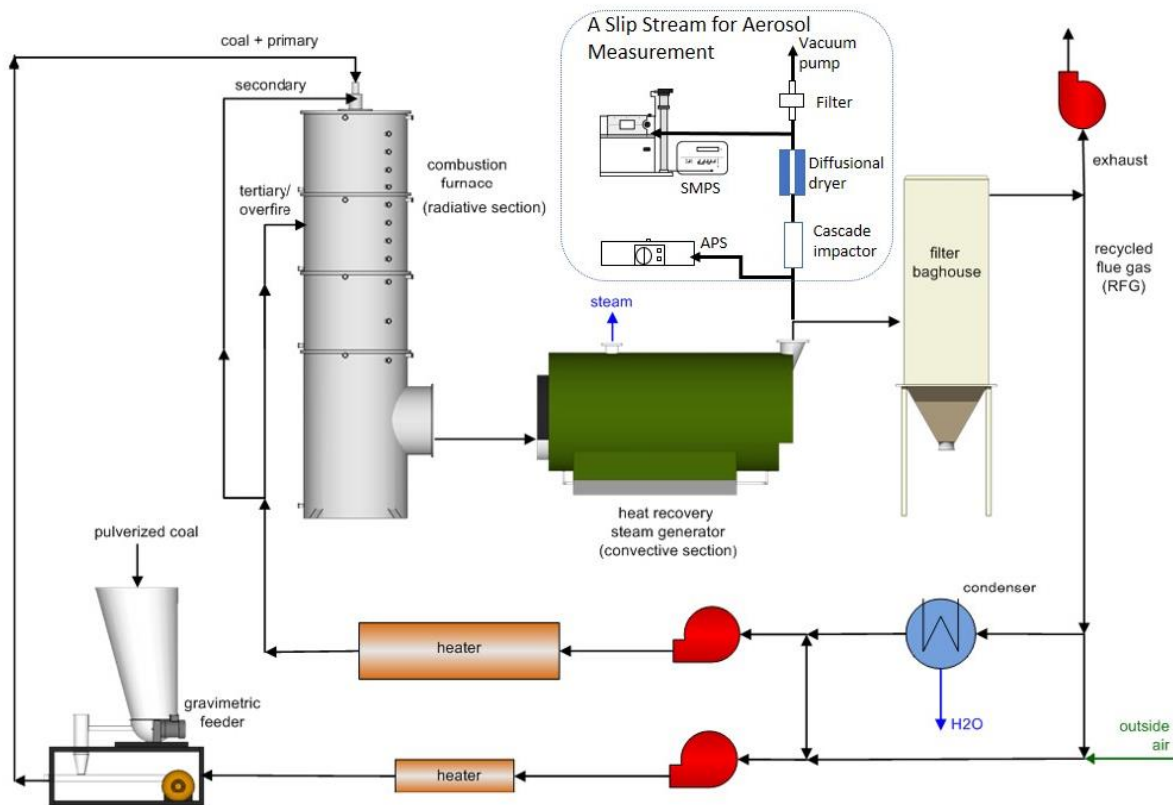 A Slip Stream for Aerosol
Measurement
Vacuum
pump
Filter
SMPS
Diffusional
dryer
Cascade
impactor
APS
coal + primary
secondary
tertiary/
overfire
combustion
furnace
(radiative section)
steam
heat recovery
steam generator
(convective section)
filter
baghouse
exhaust
recycled
flue gas
(RFG)
pulverized coal
gravimetric
feeder
heater
condenser
H2O
heater
outside
air